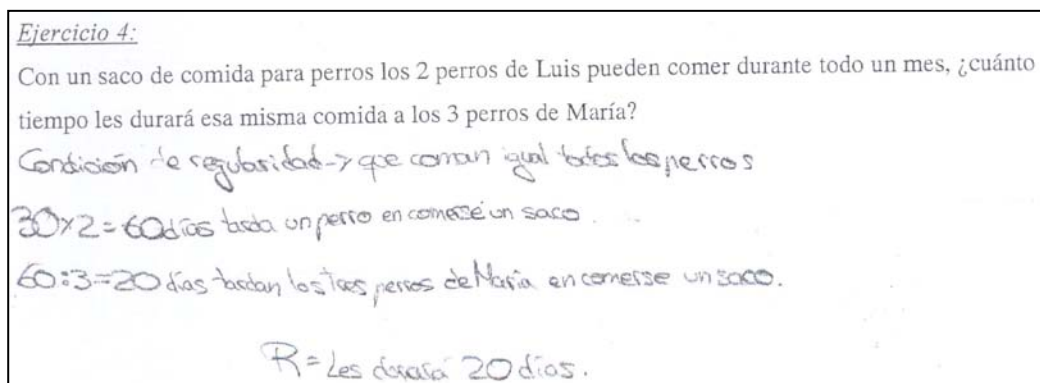 Ejercicio 4:
Con un saco de comida para perros los 2 perros de Luis pueden comer durante todo un mes, ¿cuánto
tiempo les durará esa misma comida a los 3 perros de María?
Condición de regularidad -> que coman igual todos los perros
30x2=60 días tarda un perro en comerse un saco.
60:3=20 días tardan los tres perros de María en comerse un saco.
R= Les durará 20 días.